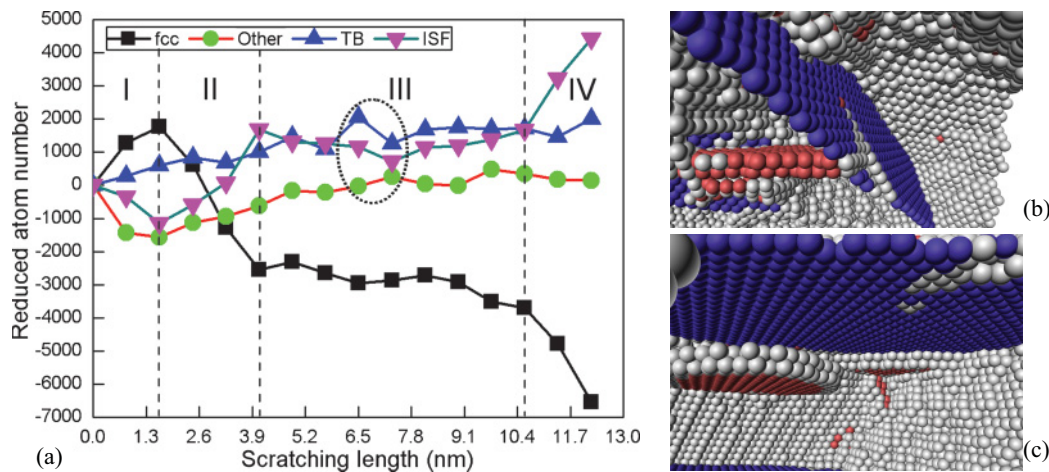 5000
4000
3000
2000
1000
0
-1000
-2000
-3000
-4000
-5000
-6000
-7000
Reduced atom number
fcc Other TB ISF
I II III IV
0.0 1.3 2.6 3.9 5.2 6.5 7.8 9.1 10.4 11.7 13.0
Scratching length (nm)
(a)
(b)
(c)